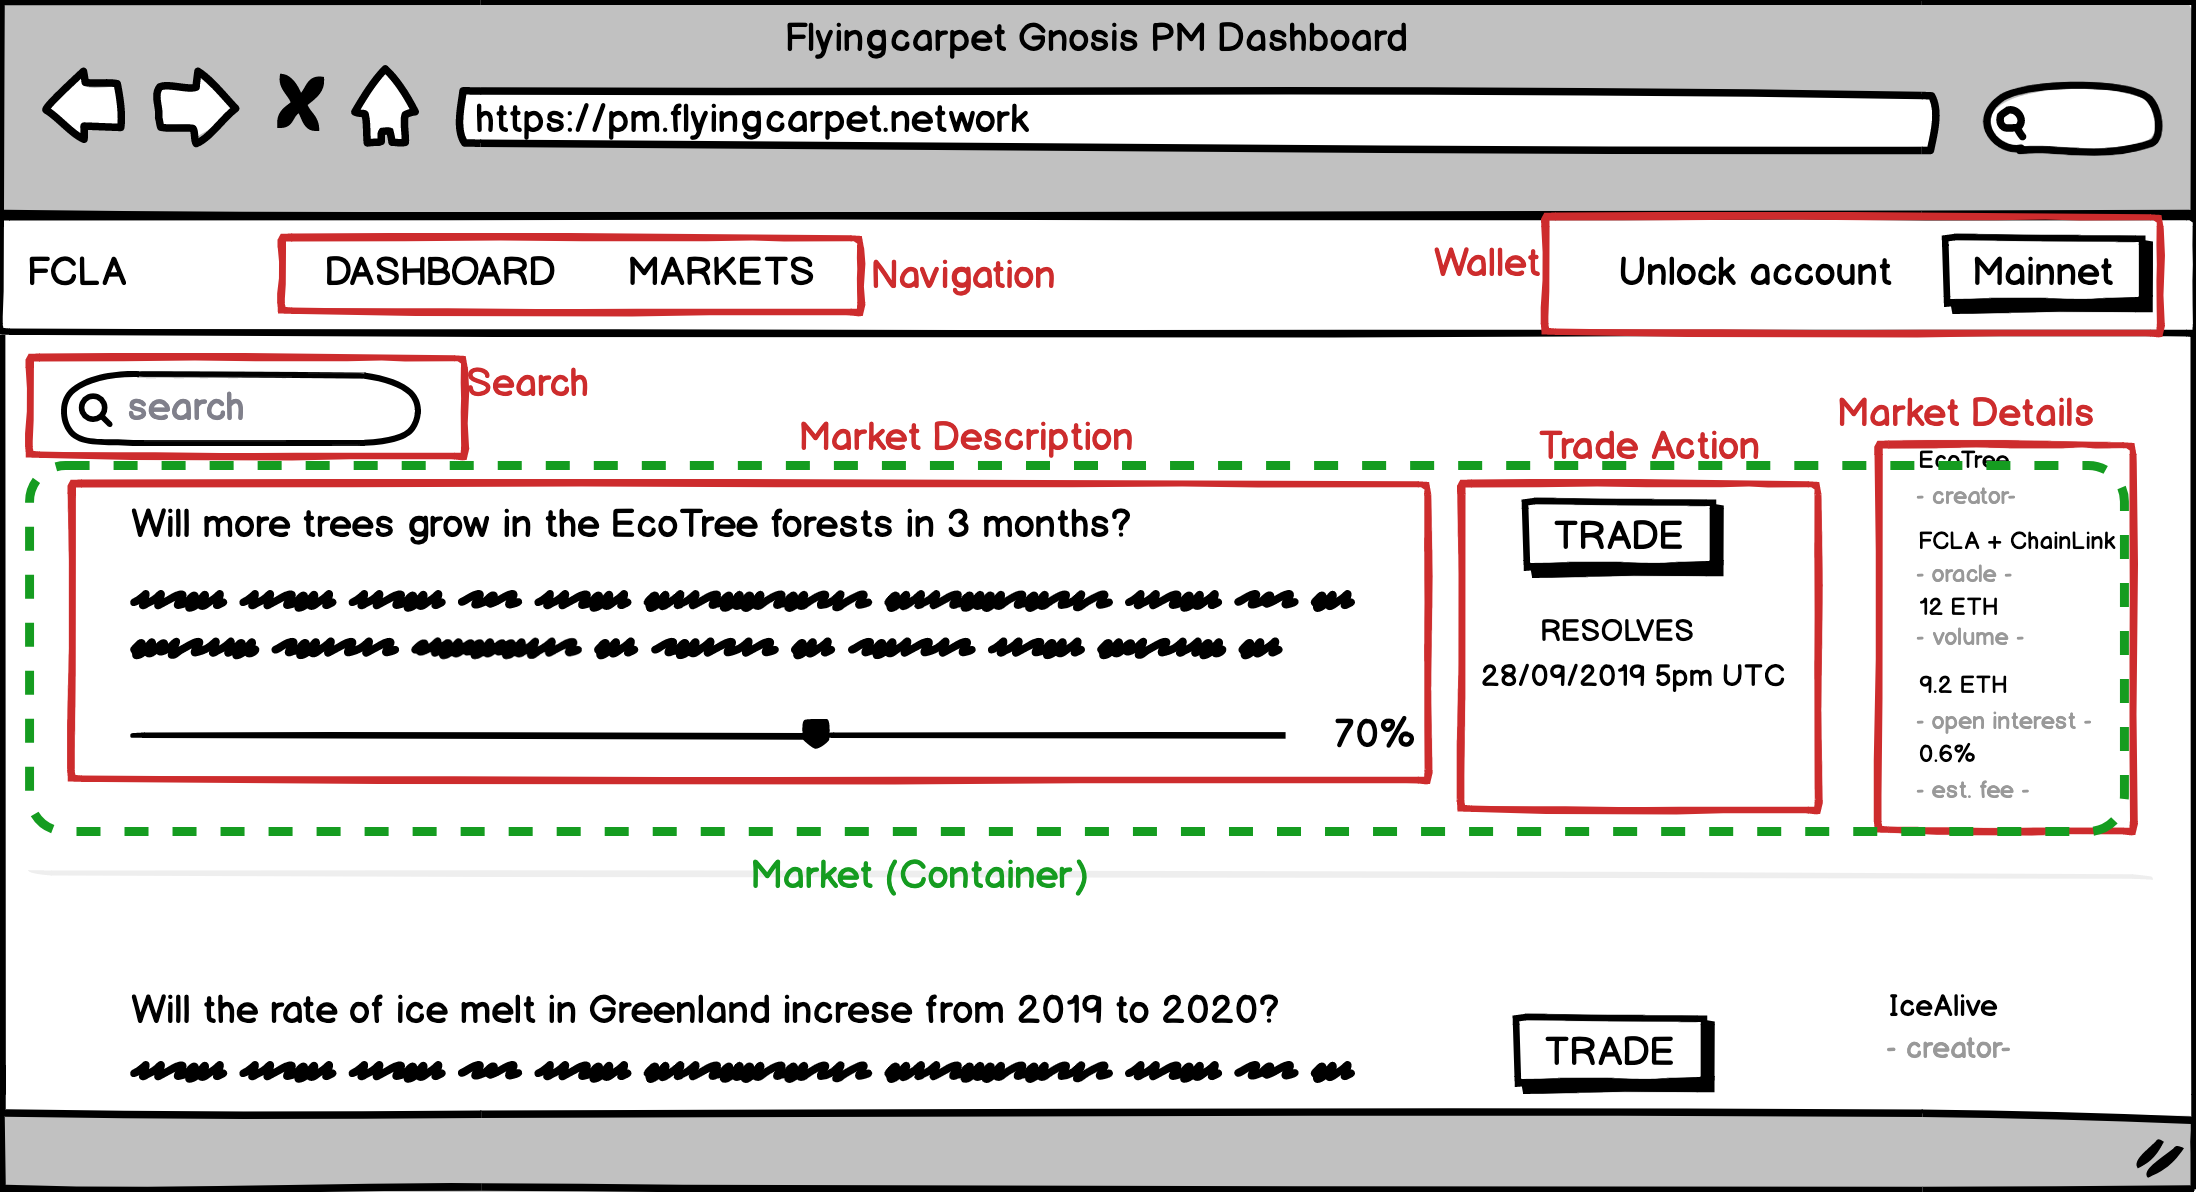 Flyingcarpet Gnosis PM Dashboard
https://pm.flyingcarpet.network
FCLA
DASHBOARD MARKETS
Navigation
Wallet
Unlock account
Mainnet
search
Search
Market Description
Trade Action
Market Details
Will more trees grow in the EcoTree forests in 3 months?
70%
TRADE
RESOLVES
28/09/2019 5pm UTC
EcoTree
- creator-
FCLA + ChainLink
- oracle -
12 ETH
- volume -
9.2 ETH
- open interest -
0.6%
- est. fee -
Market (Container)
Will the rate of ice melt in Greenland increse from 2019 to 2020?
TRADE
IceAlive
- creator-